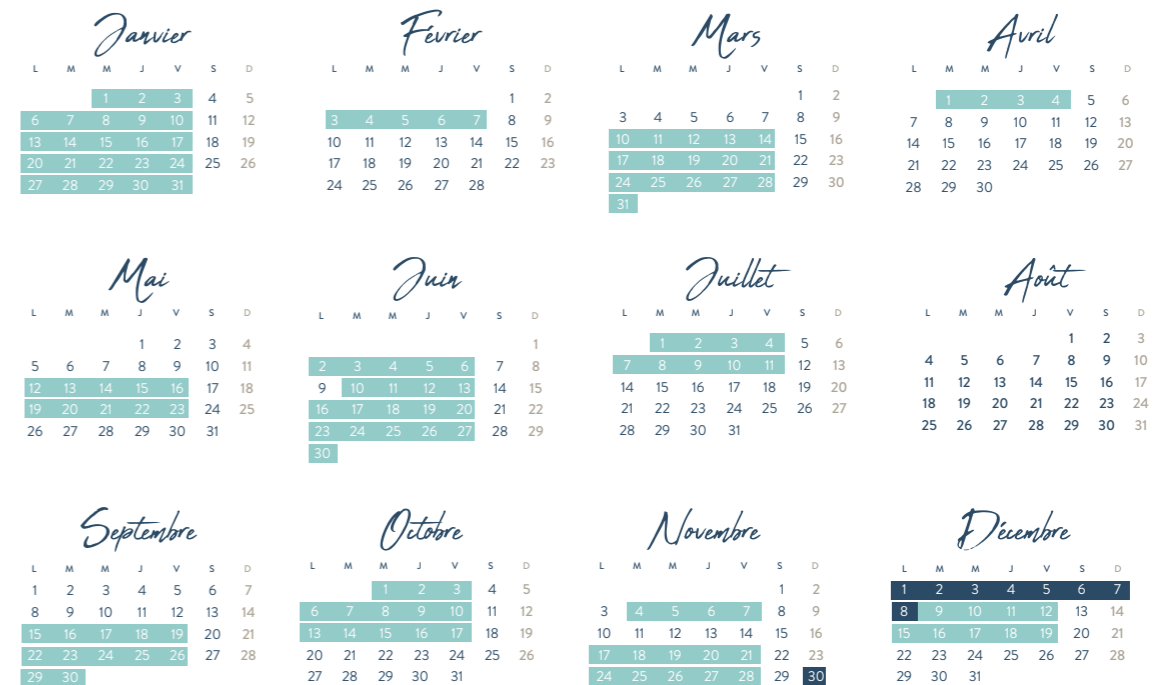 Janvier
L M M J V S D
1 2 3 4 5
6 7 8 9 10 11 12
13 14 15 16 17 18 19
20 21 22 23 24 25 26
27 28 29 30 31
Février
L M M J V S D
1 2
3 4 5 6 7 8 9
10 11 12 13 14 15 16
17 18 19 20 21 22 23
24 25 26 27 28
Mars
L M M J V S D
1 2
3 4 5 6 7 8 9
10 11 12 13 14 15 16
17 18 19 20 21 22 23
24 25 26 27 28 29 30
31
Avril
L M M J V S D
1 2 3 4 5 6
7 8 9 10 11 12 13
14 15 16 17 18 19 20
21 22 23 24 25 26 27
28 29 30
Mai
L M M J V S D
1 2 3 4
5 6 7 8 9 10 11
12 13 14 15 16 17 18
19 20 21 22 23 24 25
26 27 28 29 30 31
Juin
L M M J V S D
1
2 3 4 5 6 7 8
9 10 11 12 13 14 15
16 17 18 19 20 21 22
23 24 25 26 27 28 29
30
Juillet
L M M J V S D
1 2 3 4 5 6
7 8 9 10 11 12 13
14 15 16 17 18 19 20
21 22 23 24 25 26 27
28 29 30 31
Août
L M M J V S D
1 2 3
4 5 6 7 8 9 10
11 12 13 14 15 16 17
18 19 20 21 22 23 24
25 26 27 28 29 30 31
Septembre
L M M J V S D
1 2 3 4 5 6 7
8 9 10 11 12 13 14
15 16 17 18 19 20 21
22 23 24 25 26 27 28
29 30
Octobre
L M M J V S D
1 2 3 4 5
6 7 8 9 10 11 12
13 14 15 16 17 18 19
20 21 22 23 24 25 26
27 28 29 30 31
Novembre
L M M J V S D
1 2
3 4 5 6 7 8 9
10 11 12 13 14 15 16
17 18 19 20 21 22 23
24 25 26 27 28 29 30
Décembre
L M M J V S D
1 2 3 4 5 6 7
8 9 10 11 12 13 14
15 16 17 18 19 20 21
22 23 24 25 26 27 28
29 30 31